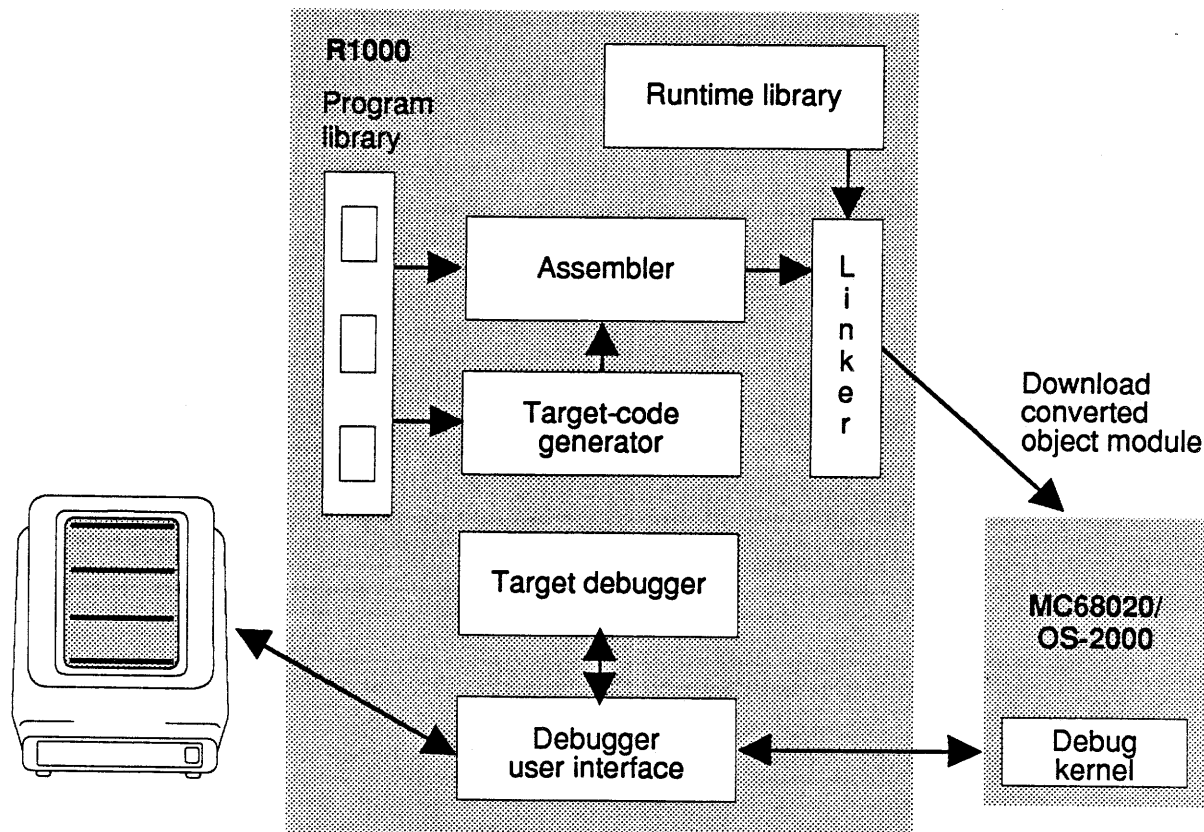 R1000
Program
library
Runtime library
Assembler
Linker
Target-code
generator
Download
converted
object module
Target debugger
MC68020/
OS-2000
Debugger
user interface
Debug
kernel